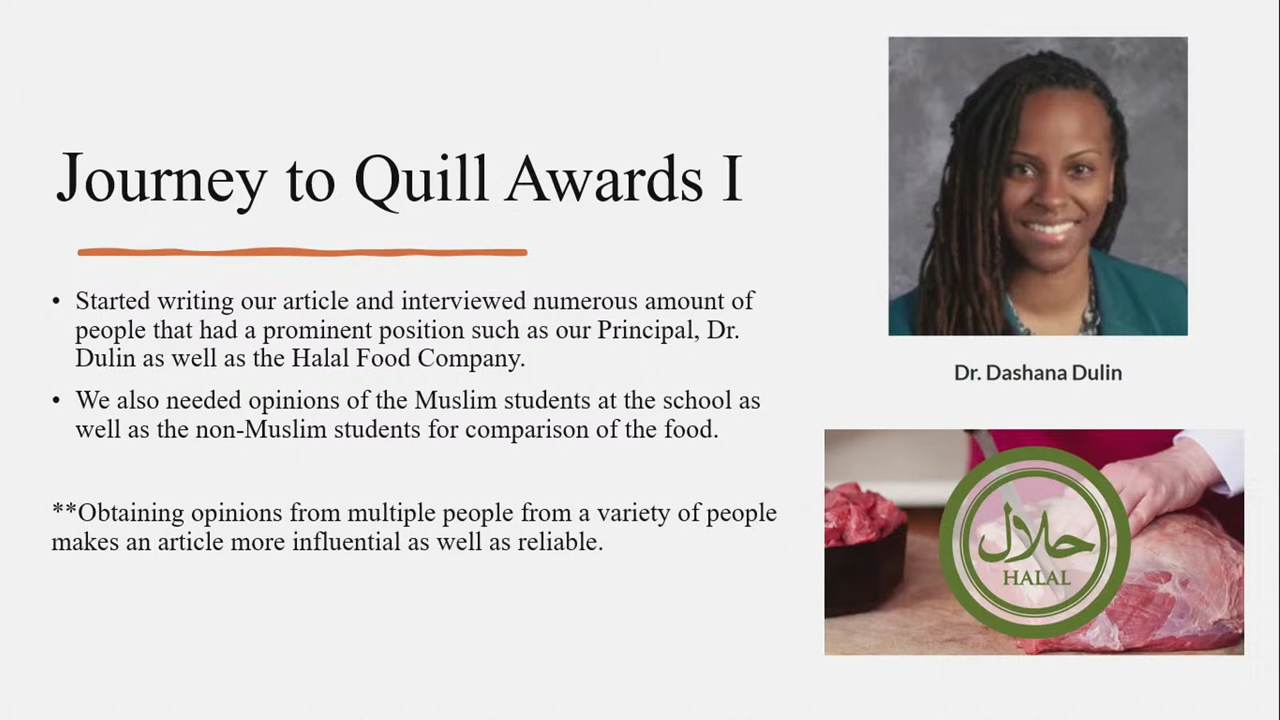 Journey to Quill Awards I
• Started writing our article and interviewed numerous amount of
people that had a prominent position such as our Principal, Dr.
Dulin as well as the Halal Food Company.
• We also needed opinions of the Muslim students at the school as
well as the non-Muslim students for comparison of the food.
**Obtaining opinions from multiple people from a variety of people
makes an article more influential as well as reliable.
Dr. Dashana Dulin
حلال
HALAL